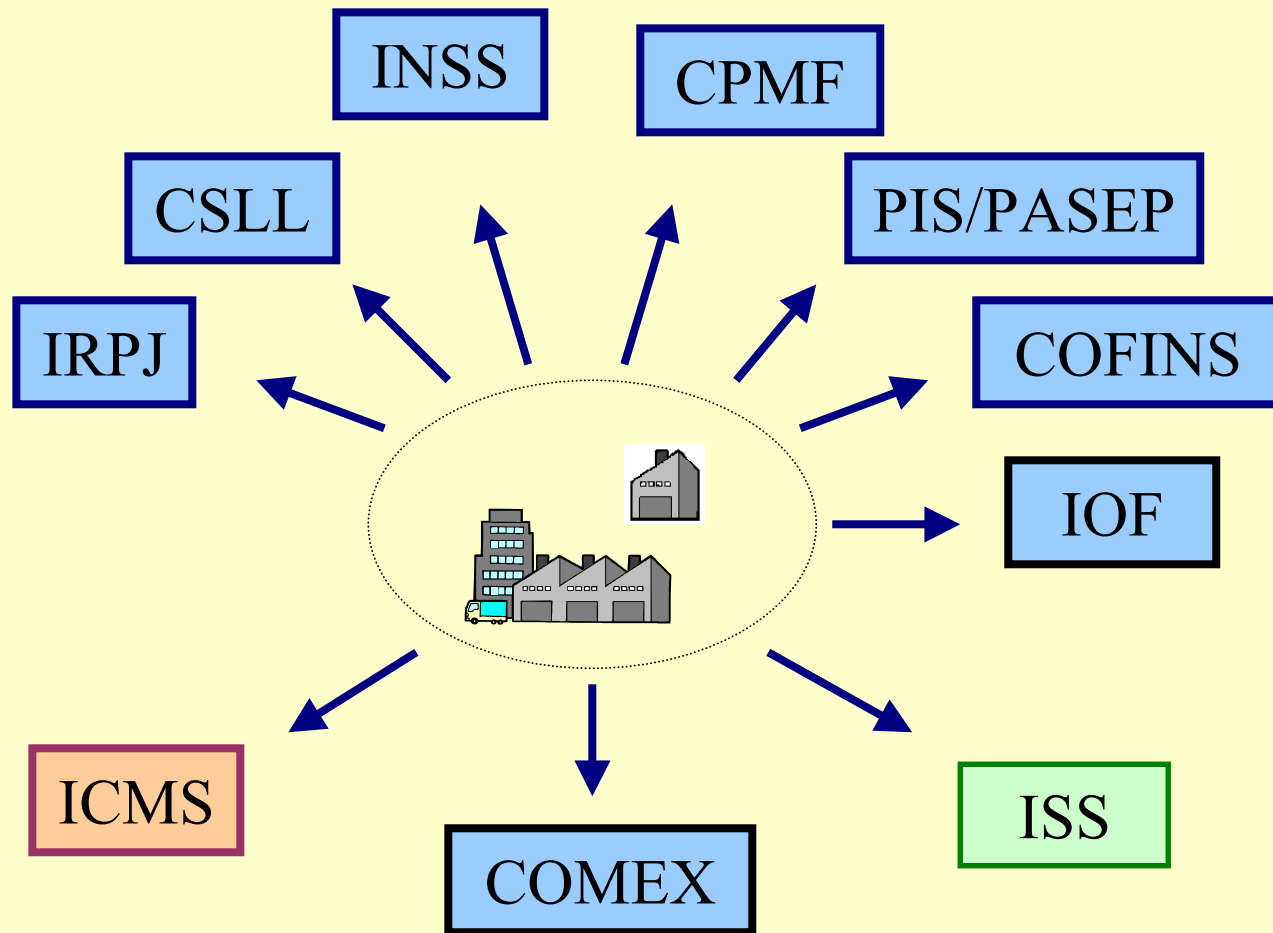 INSS
CPMF
CSLL
PIS/PASEP
IRPJ
COFINS
IOF
ICMS
ISS
COMEX